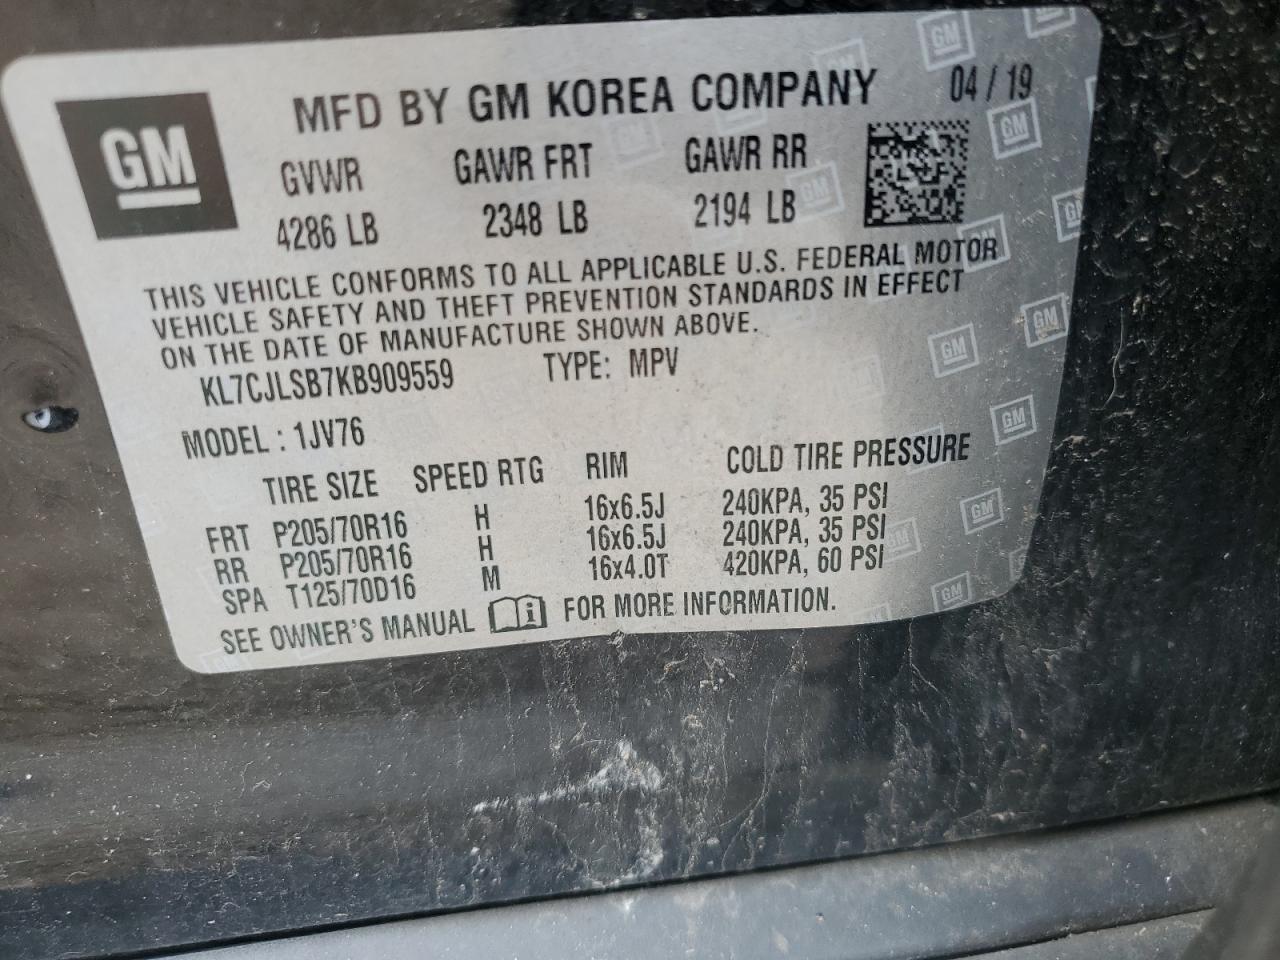 GM
MFD BY GM KOREA COMPANY 04 / 19
GVWR GAWR FRT GAWR RR
4286 LB 2348 LB 2194 LB
THIS VEHICLE CONFORMS TO ALL APPLICABLE U.S. FEDERAL MOTOR
VEHICLE SAFETY AND THEFT PREVENTION STANDARDS IN EFFECT
ON THE DATE OF MANUFACTURE SHOWN ABOVE.
KL7CJLSB7KB909559 TYPE: MPV
MODEL : 1JV76
TIRE SIZE SPEED RTG RIM COLD TIRE PRESSURE
FRT P205/70R16 H 16x6.5J 240KPA, 35 PSI
RR P205/70R16 H 16x6.5J 240KPA, 35 PSI
SPA T125/70D16 M 16x4.0T 420KPA, 60 PSI
SEE OWNER'S MANUAL i FOR MORE INFORMATION.